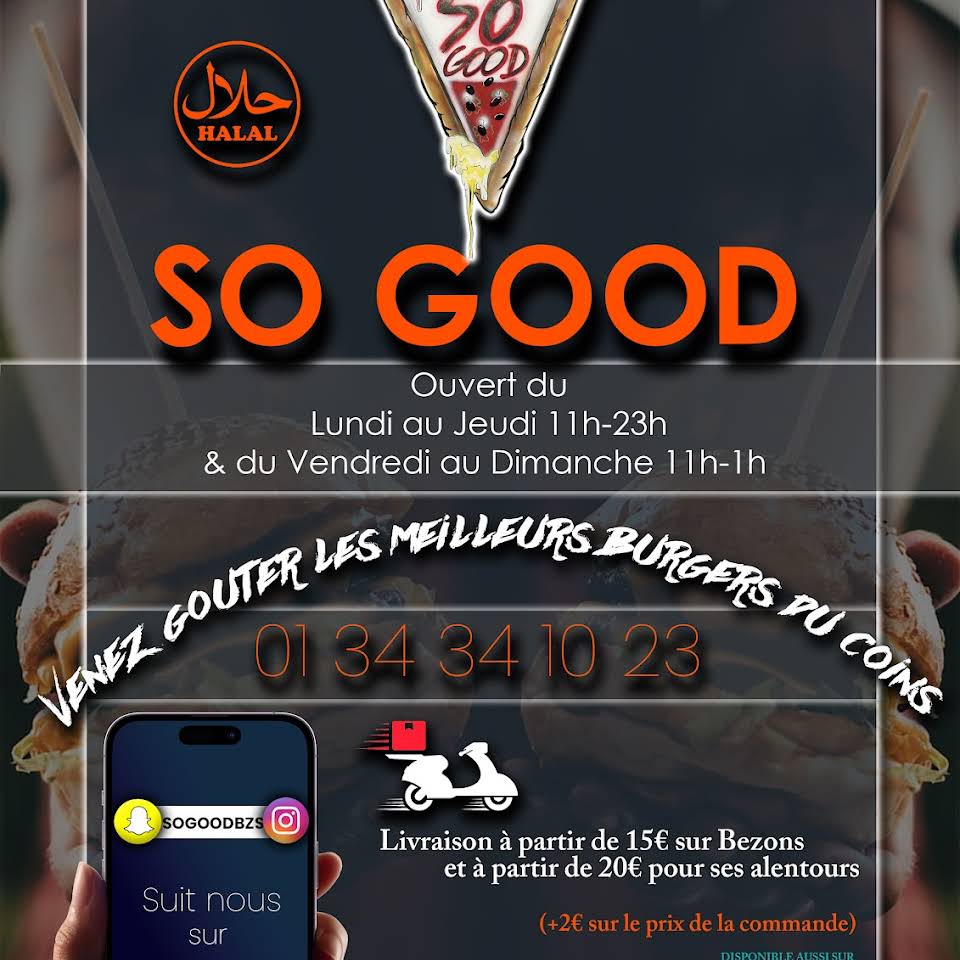 SO
GOOD
حلال
HALAL
SO GOOD
Ouvert du
Lundi au Jeudi 11h-23h
& du Vendredi au Dimanche 11h-1h
VENEZ GOUTER LES MEILLEURS BURGERS DU COINS
01 34 34 10 23
SOGOODBZS
Suit nous
sur
Livraison à partir de 15€ sur Bezons
et à partir de 20€ pour ses alentours
(+2€ sur le prix de la commande)
DISPONIBLE AUSSI SUR